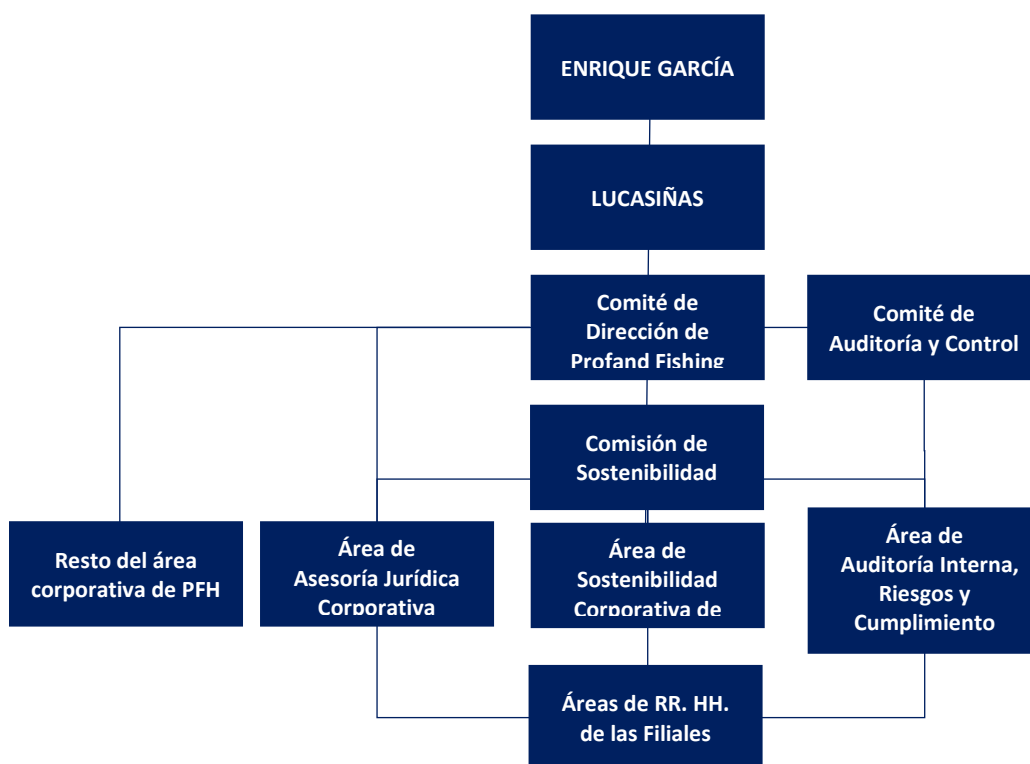 ENRIQUE GARCÍA
LUCASIÑAS
Comité de
Dirección de
Profand Fishing
Comité de
Auditoría y Control
Comisión de
Sostenibilidad
Resto del área
corporativa de PFH
Área de
Asesoría Jurídica
Corporativa
Área de
Sostenibilidad
Corporativa de
Área de
Auditoría Interna,
Riesgos y
Cumplimiento
Áreas de RR. HH.
de las Filiales